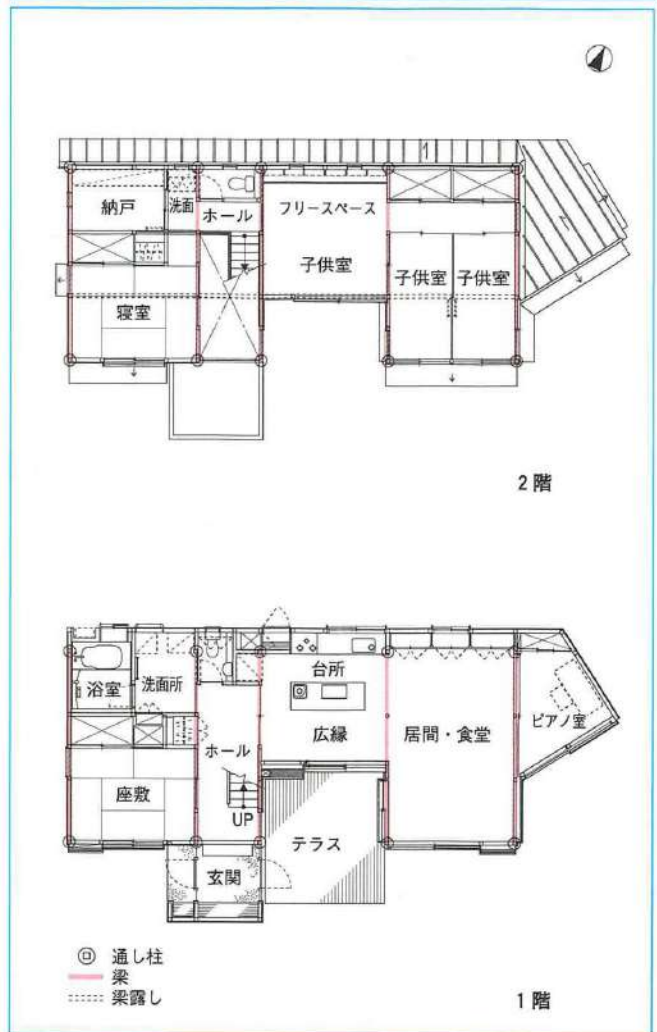 納戸
洗面
ホール
フリースペース
子供室
子供室
子供室
寝室
2階
浴室
洗面所
ホール
台所
広縁
居間・食堂
ピアノ室
座敷
UP
テラス
玄関
通し柱
梁
梁露し
1階